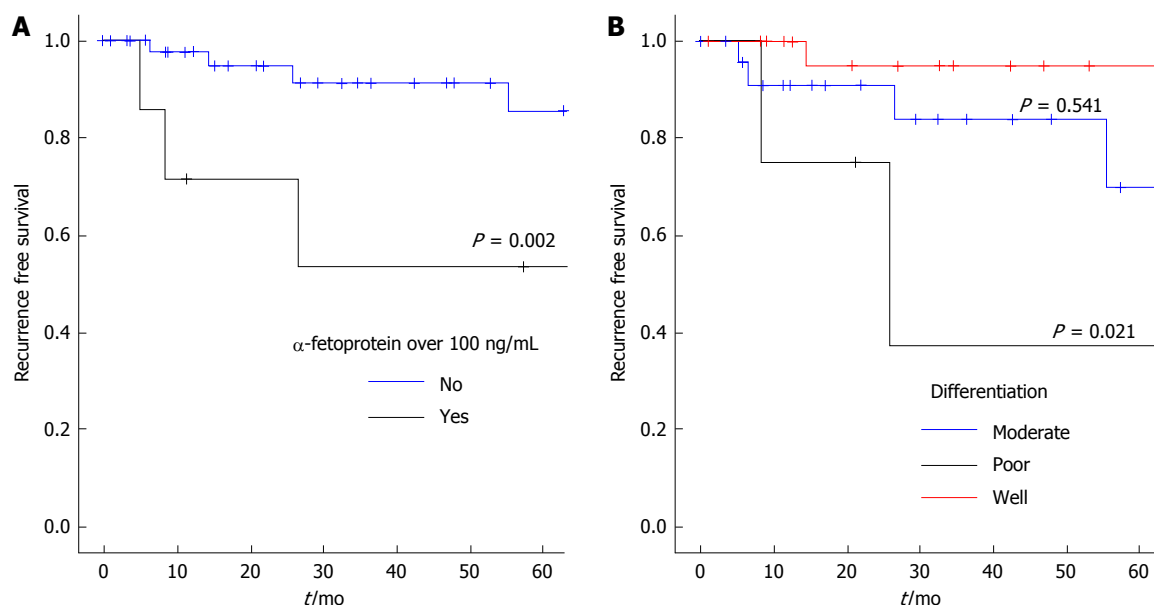 A
Recurrence free survival
1.0
0.8
0.6
0.4
0.2
0.0
P = 0.002
α-fetoprotein over 100 ng/mL
No
Yes
0 10 20 30 40 50 60
t/mo
B
Recurrence free survival
1.0
0.8
0.6
0.4
0.2
0.0
P = 0.541
P = 0.021
Differentiation
Moderate
Poor
Well
0 10 20 30 40 50 60
t/mo